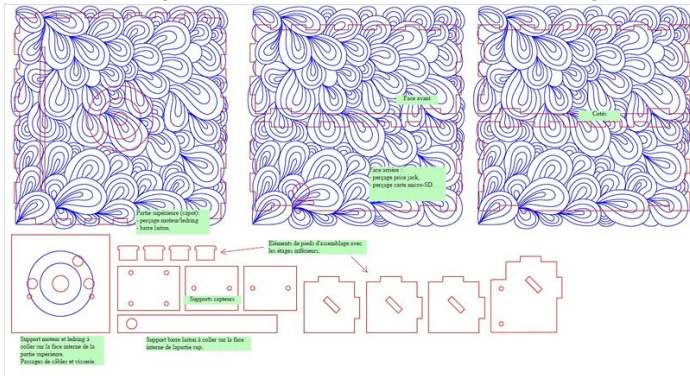 Face avant
Cotés
Face arrière :
- perçage prise jack,
- perçage carte micro-SD.
Partie supérieure (capot):
- perçage moteur/ledring
- barre laiton.
Eléments de pieds d'assemblage avec
les étages inférieurs.
Supports capteurs
Support moteur et ledring à
coller sur la face interne de la
partie supérieure.
Passages de câbles et visserie.
Support barre laiton à coller sur la face
interne de lapartie sup.